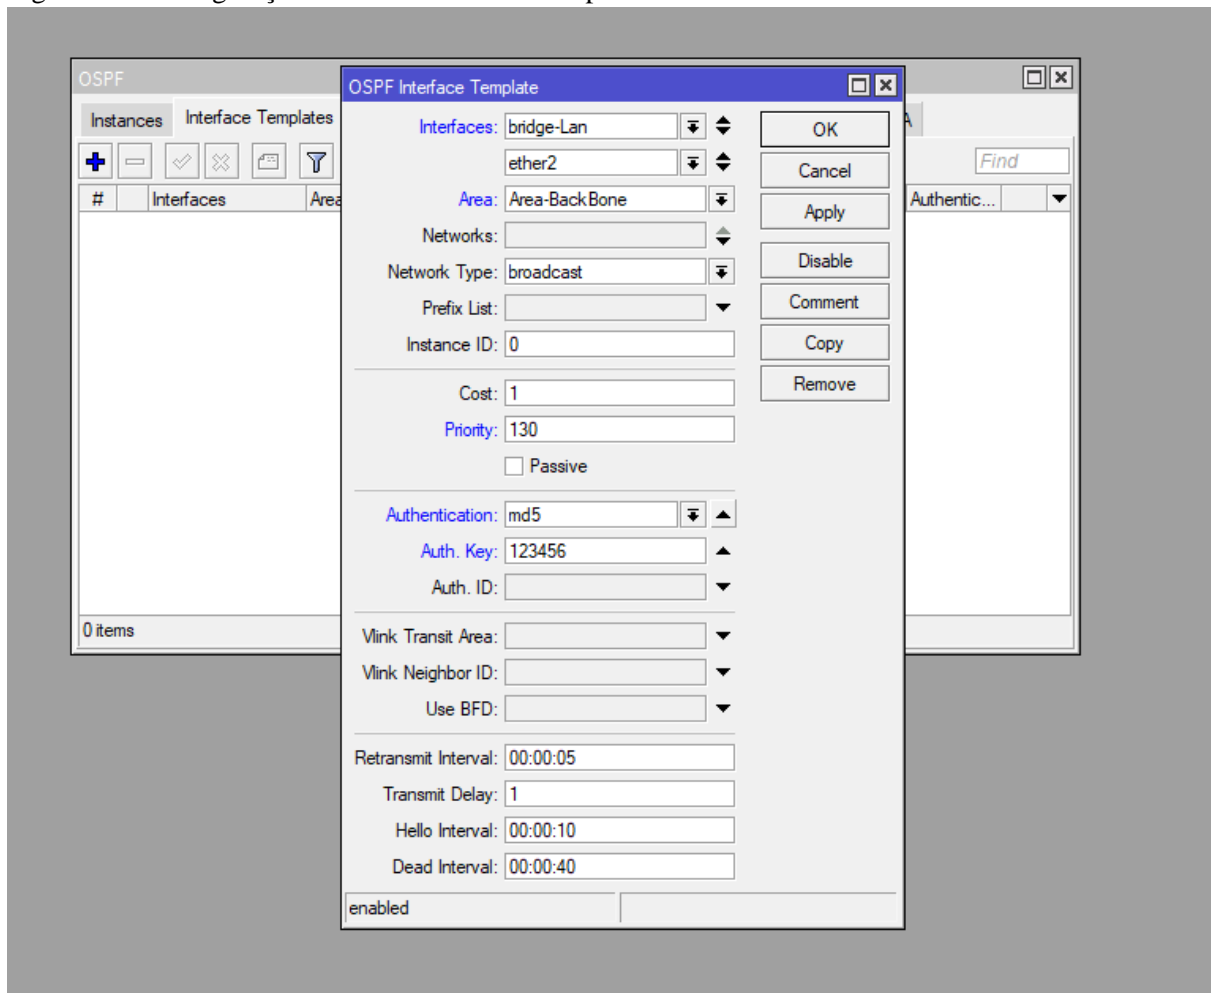 OSPF
Instances Interface Templates
Find
# Interfaces Area Authentic...
0 items
OSPF Interface Template
Interfaces: bridge-Lan
ether2
Area: Area-BackBone
Networks:
Network Type: broadcast
Prefix List:
Instance ID: 0
Cost: 1
Priority: 130
Passive
Authentication: md5
Auth. Key: 123456
Auth. ID:
Vlink Transit Area:
Vlink Neighbor ID:
Use BFD:
Retransmit Interval: 00:00:05
Transmit Delay: 1
Hello Interval: 00:00:10
Dead Interval: 00:00:40
enabled
OK
Cancel
Apply
Disable
Comment
Copy
Remove